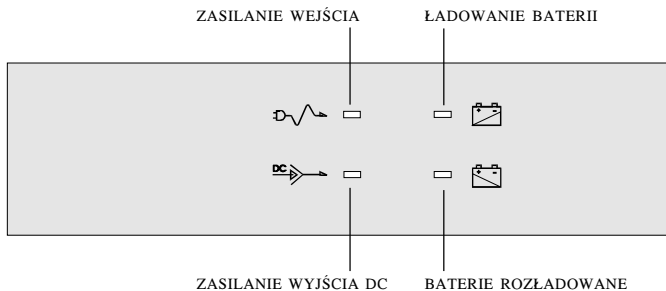 ZASILANIE WEJŚCIA
ŁADOWANIE BATERII
DC
ZASILANIE WYJŚCIA DC
BATERIE ROZŁADOWANE